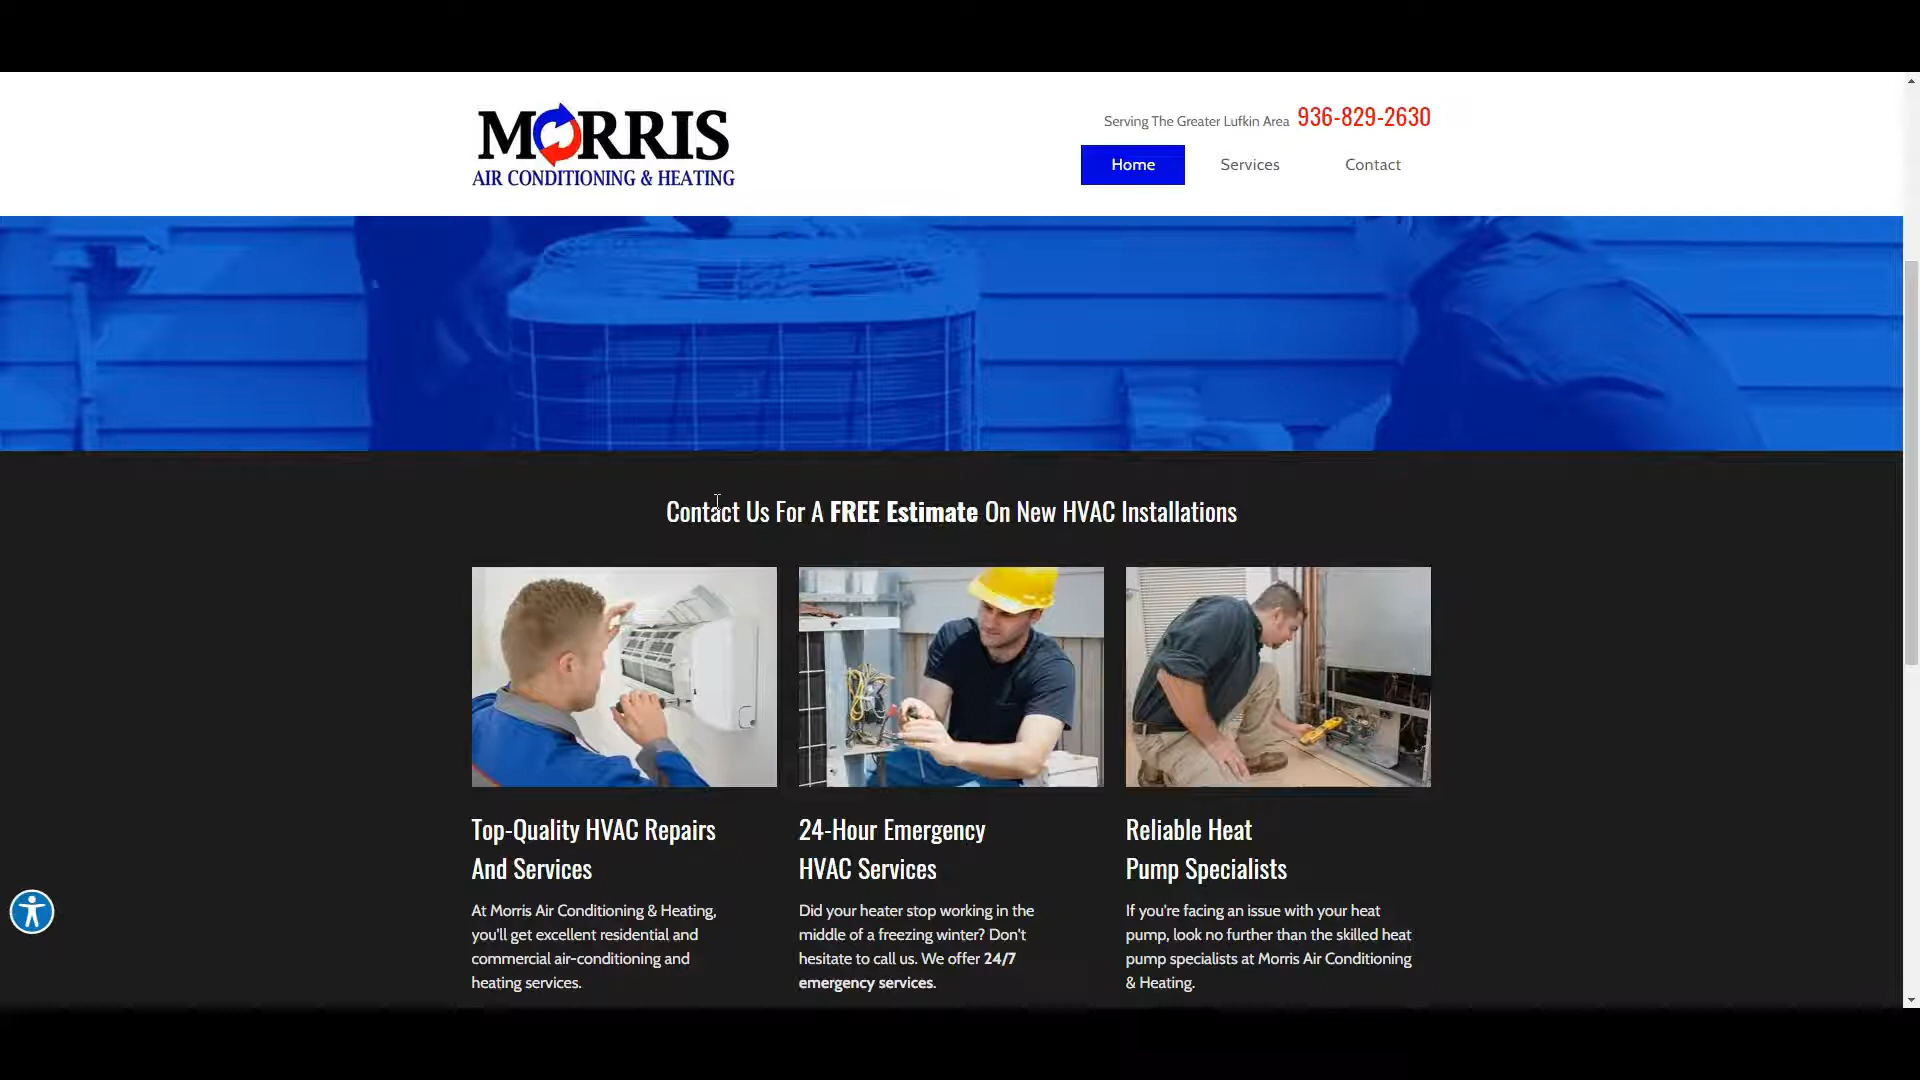 MORRIS
AIR CONDITIONING & HEATING
Serving The Greater Lufkin Area 936-829-2630
Home Services Contact
Contact Us For A FREE Estimate On New HVAC Installations
Top-Quality HVAC Repairs
And Services
At Morris Air Conditioning & Heating,
you'll get excellent residential and
commercial air-conditioning and
heating services.
24-Hour Emergency
HVAC Services
Did your heater stop working in the
middle of a freezing winter? Don't
hesitate to call us. We offer 24/7
emergency services.
Reliable Heat
Pump Specialists
If you're facing an issue with your heat
pump, look no further than the skilled heat
pump specialists at Morris Air Conditioning
& Heating.